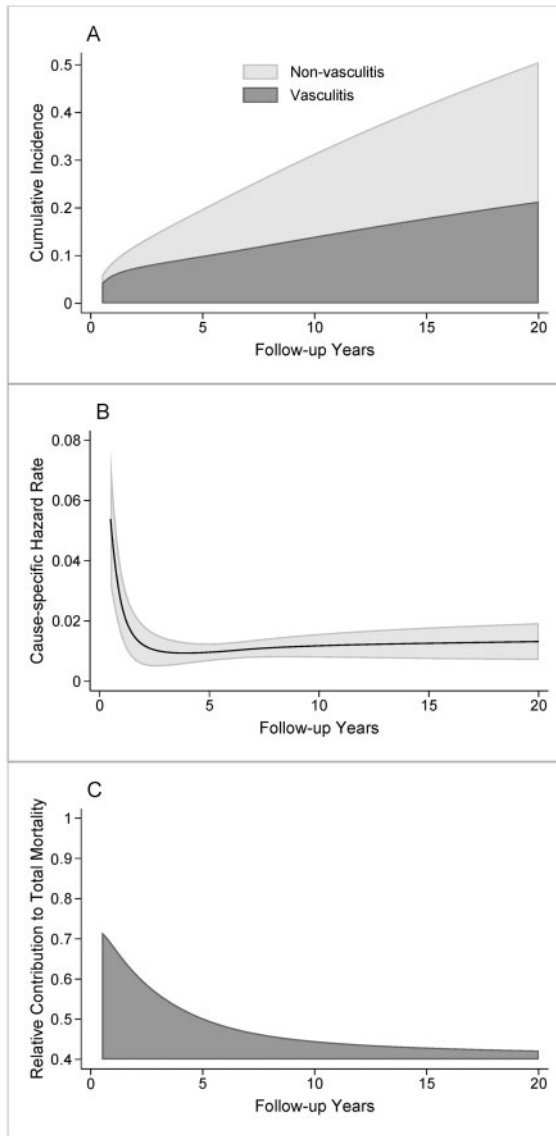 A
Non-vasculitis
Vasculitis
Cumulative Incidence
0.5
0.4
0.3
0.2
0.1
0
0 5 10 15 20
Follow-up Years
B
Cause-specific Hazard Rate
0.08
0.06
0.04
0.02
0
0 5 10 15 20
Follow-up Years
C
Relative Contribution to Total Mortality
1
0.9
0.8
0.7
0.6
0.5
0.4
0 5 10 15 20
Follow-up Years